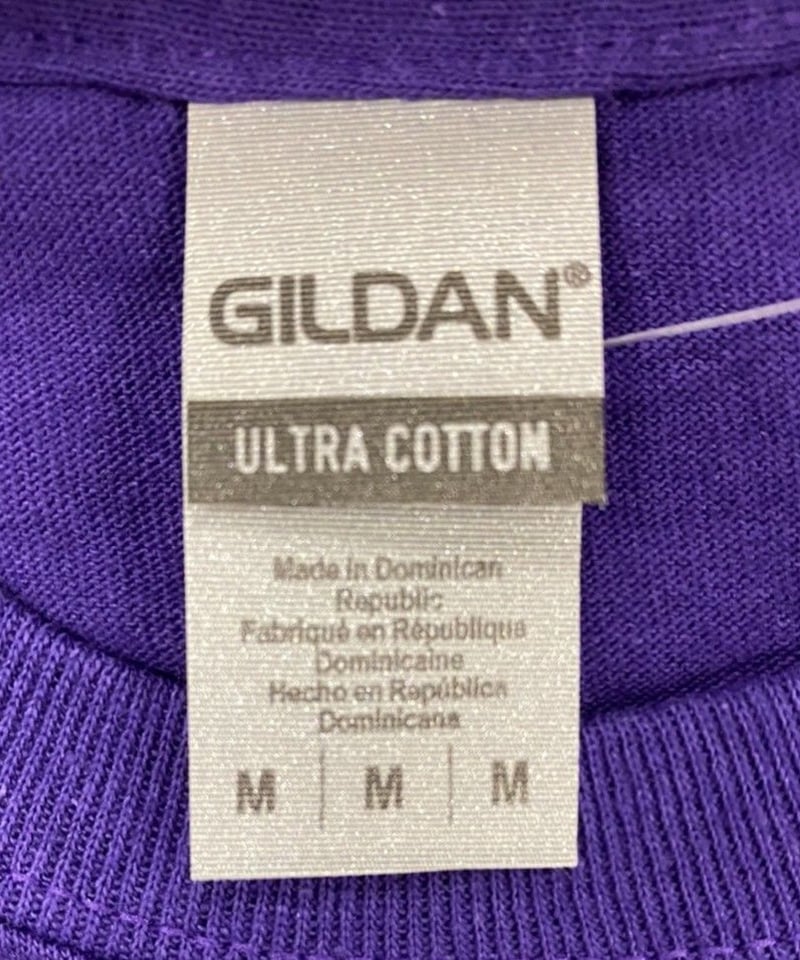 GILDAN®
ULTRA COTTON
Made in Dominican
Republic
Fabriqué en République
Dominicaine
Hecho en República
Dominicana
M | M | M